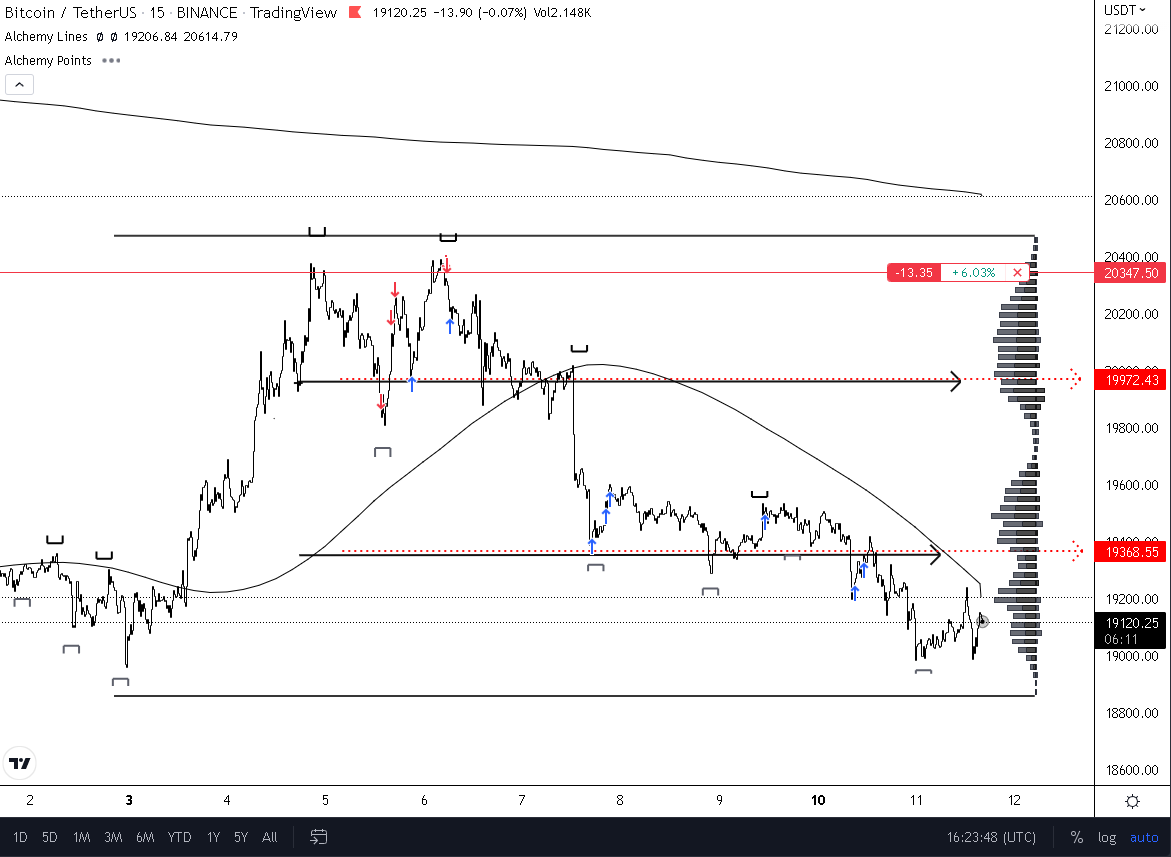 Bitcoin / TetherUS · 15 · BINANCE · TradingView 19120.25 −13.90 (−0.07%) Vol2.148K
Alchemy Lines Ø Ø 19206.84 20614.79
Alchemy Points •••
USDT
21200.00
21000.00
20800.00
20600.00
20400.00
-13.35 +6.03% × 20347.50
20200.00
19972.43
19800.00
19600.00
19368.55
19200.00
19120.25
06:11
19000.00
18800.00
18600.00
2 3 4 5 6 7 8 9 10 11 12
1D 5D 1M 3M 6M YTD 1Y 5Y All 16:23:48 (UTC) % log auto